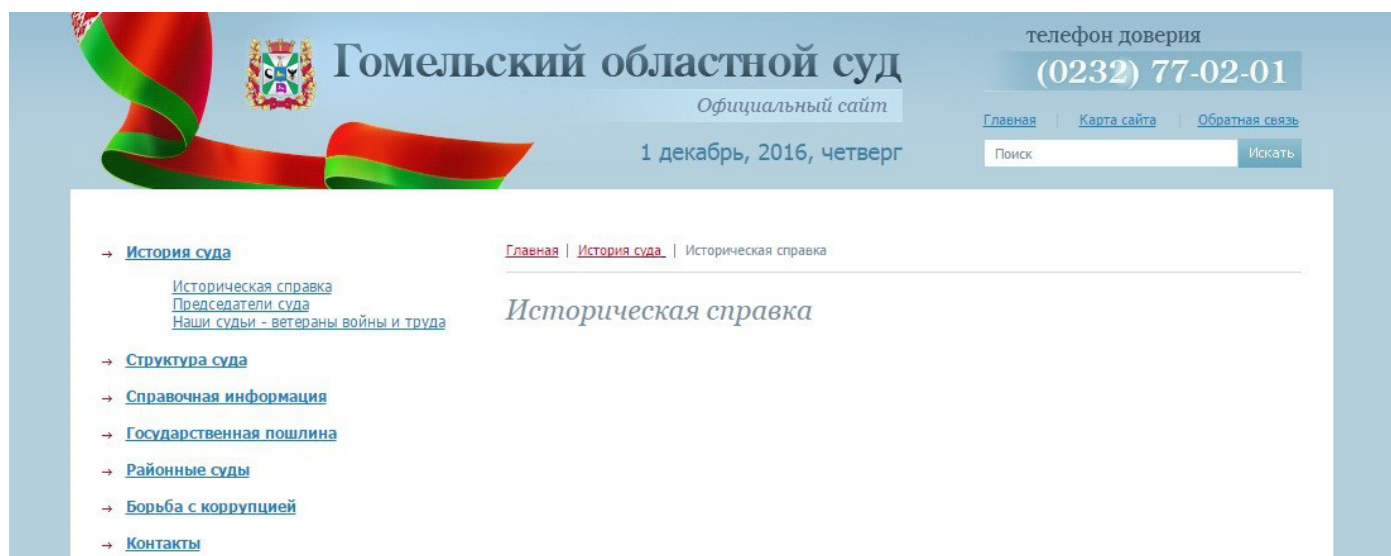 Гомельский областной суд
Официальный сайт
1 декабрь, 2016, четверг
телефон доверия
(0232) 77-02-01
Главная | Карта сайта | Обратная связь
Поиск Искать
→ История суда
Историческая справка
Председатели суда
Наши судьи - ветераны войны и труда
→ Структура суда
→ Справочная информация
→ Государственная пошлина
→ Районные суды
→ Борьба с коррупцией
→ Контакты
Главная | История суда | Историческая справка
Историческая справка